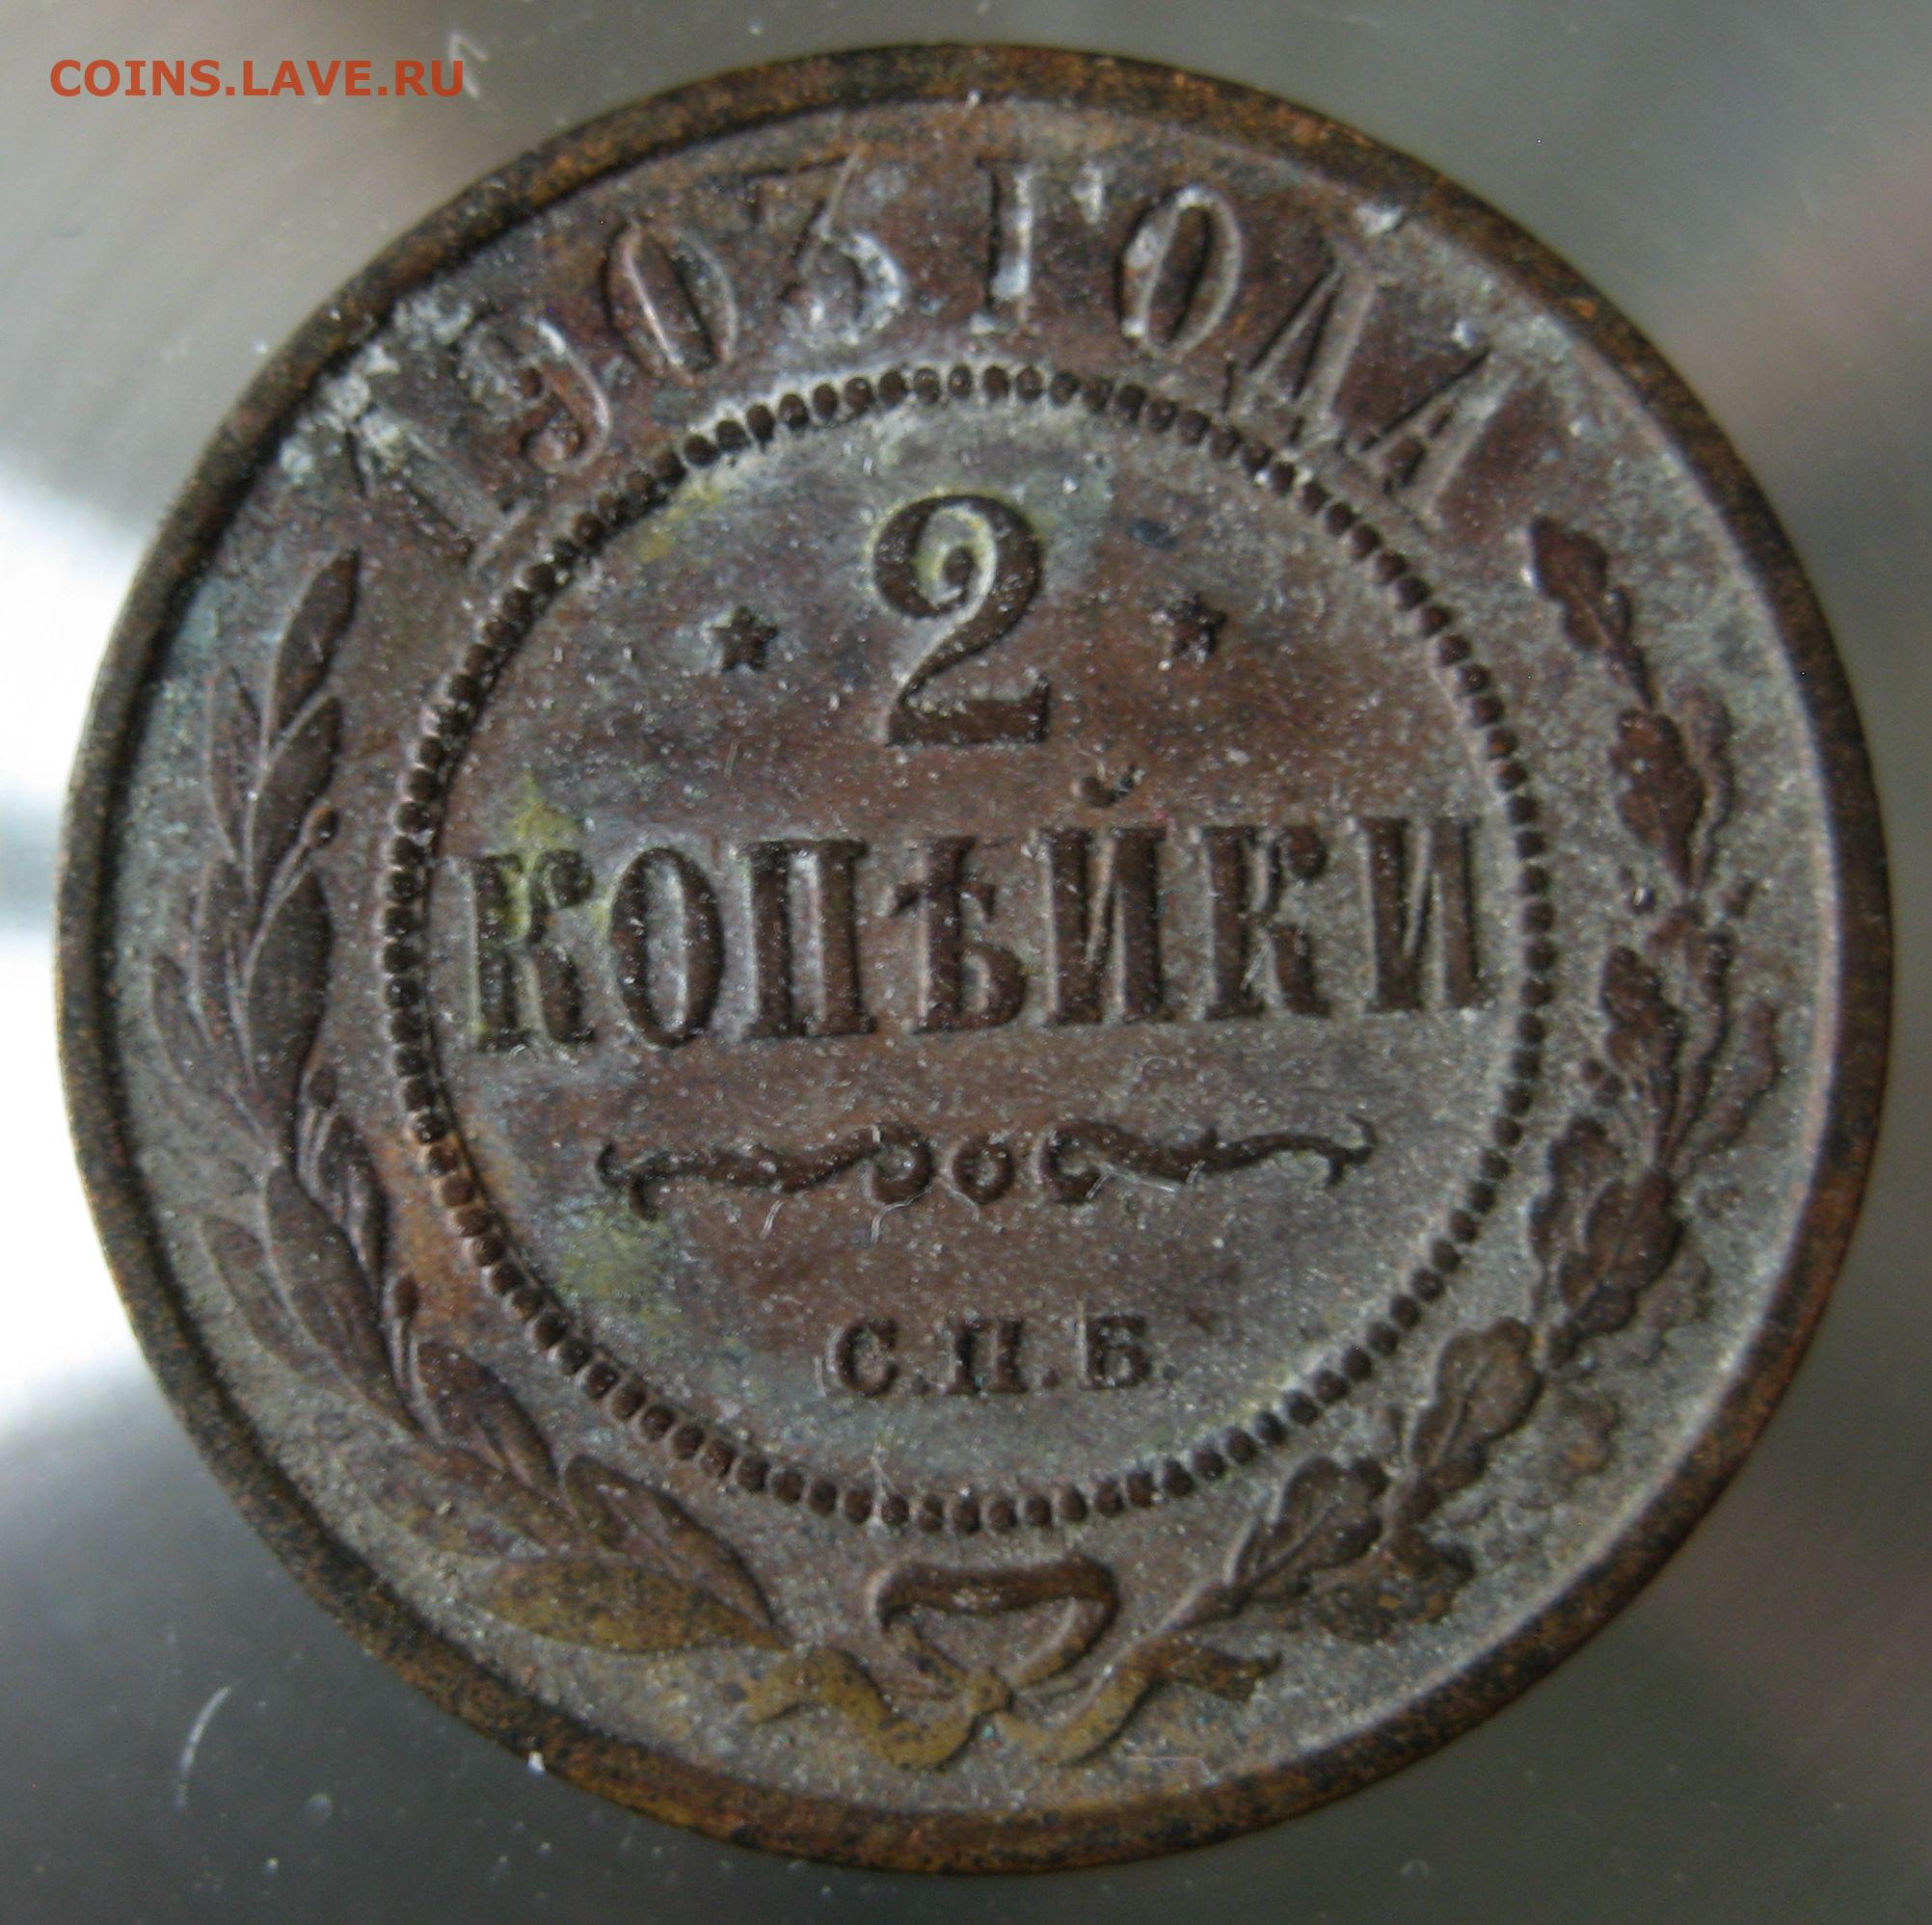 COINS.LAVE.RU
1903 ГОДА
2
КОПѢЙКИ
С.П.Б.